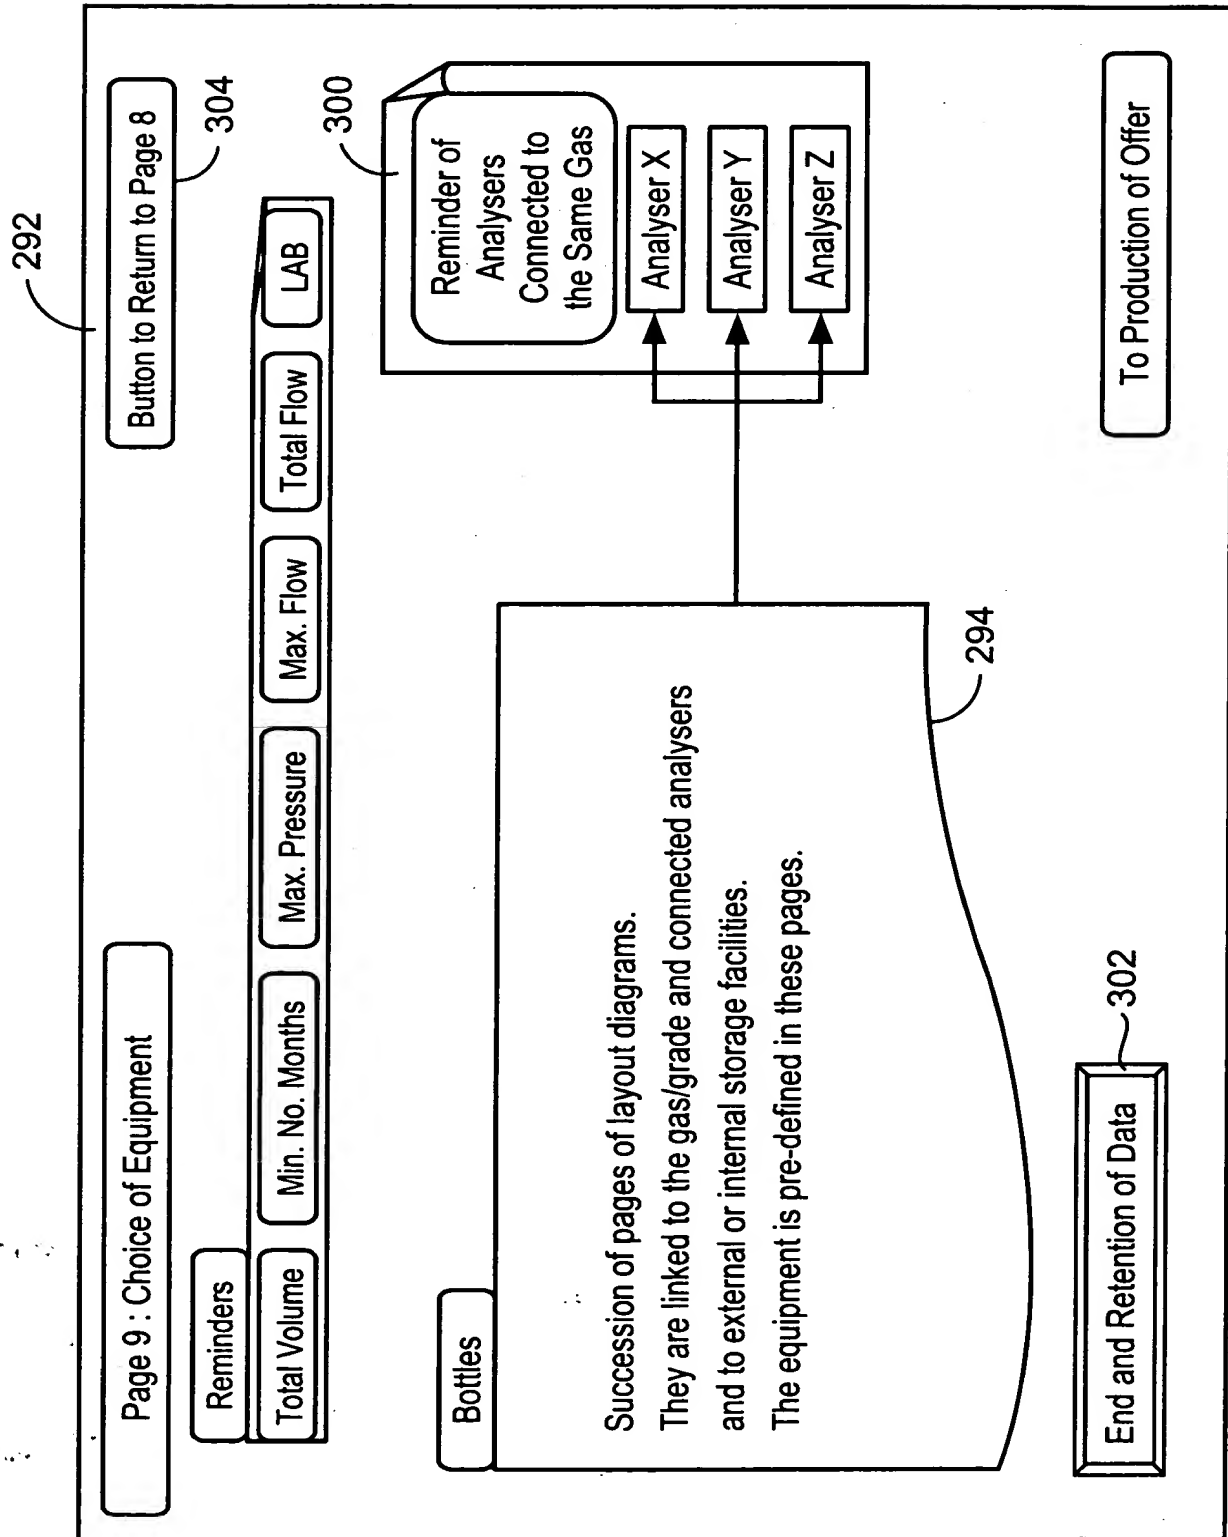 292
Page 9 : Choice of Equipment
Button to Return to Page 8
304
Reminders
Total Volume
Min. No. Months
Max. Pressure
Max. Flow
Total Flow
LAB
300
Reminder of
Analysers
Connected to
the Same Gas
Analyser X
Analyser Y
Analyser Z
Bottles
Succession of pages of layout diagrams.
They are linked to the gas/grade and connected analysers
and to external or internal storage facilities.
The equipment is pre-defined in these pages.
294
302
End and Retention of Data
To Production of Offer